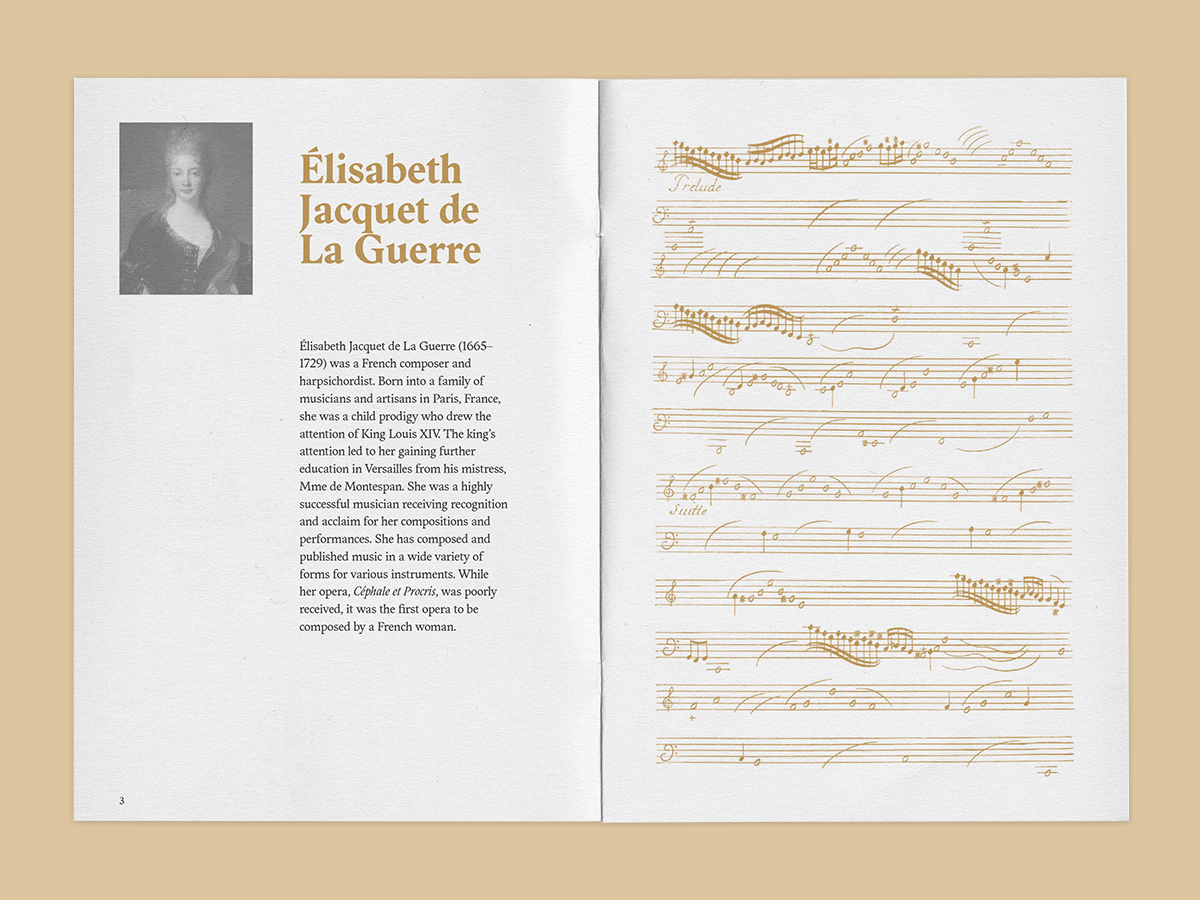 Élisabeth
Jacquet de
La Guerre
Élisabeth Jacquet de La Guerre (1665–
1729) was a French composer and
harpsichordist. Born into a family of
musicians and artisans in Paris, France,
she was a child prodigy who drew the
attention of King Louis XIV. The king’s
attention led to her gaining further
education in Versailles from his mistress,
Mme de Montespan. She was a highly
successful musician receiving recognition
and acclaim for her compositions and
performances. She has composed and
published music in a wide variety of
forms for various instruments. While
her opera, Céphale et Procris, was poorly
received, it was the first opera to be
composed by a French woman.
3
Prelude
Suitte